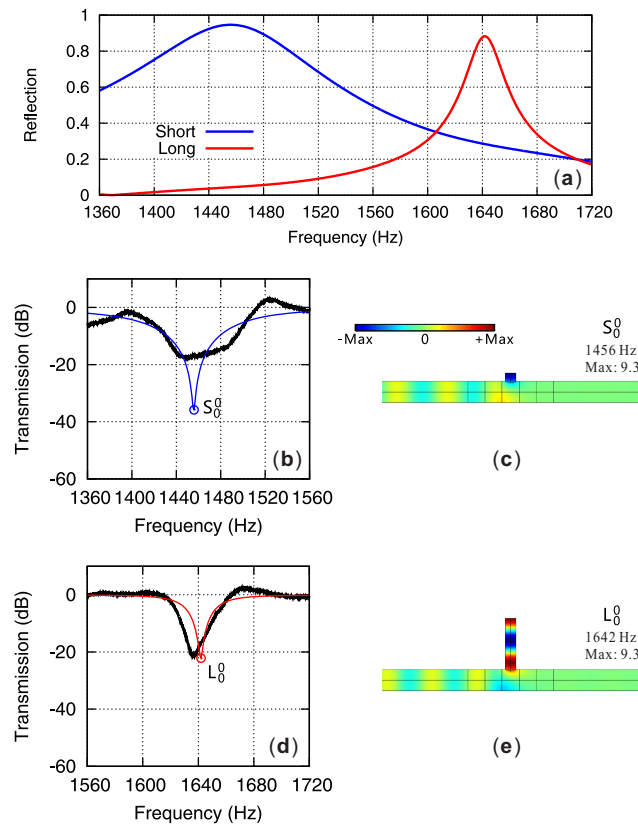 1
0.8
0.6
0.4
0.2
0
Reflection
Short
Long
(a)
1360 1400 1440 1480 1520 1560 1600 1640 1680 1720
Frequency (Hz)
0
-20
-40
-60
Transmission (dB)
S₀⁰
(b)
1360 1400 1440 1480 1520 1560
Frequency (Hz)
-Max 0 +Max
S₀⁰
1456 Hz
Max: 9.3
(c)
0
-20
-40
-60
Transmission (dB)
L₀⁰
(d)
1560 1600 1640 1680 1720
Frequency (Hz)
L₀⁰
1642 Hz
Max: 9.3
(e)